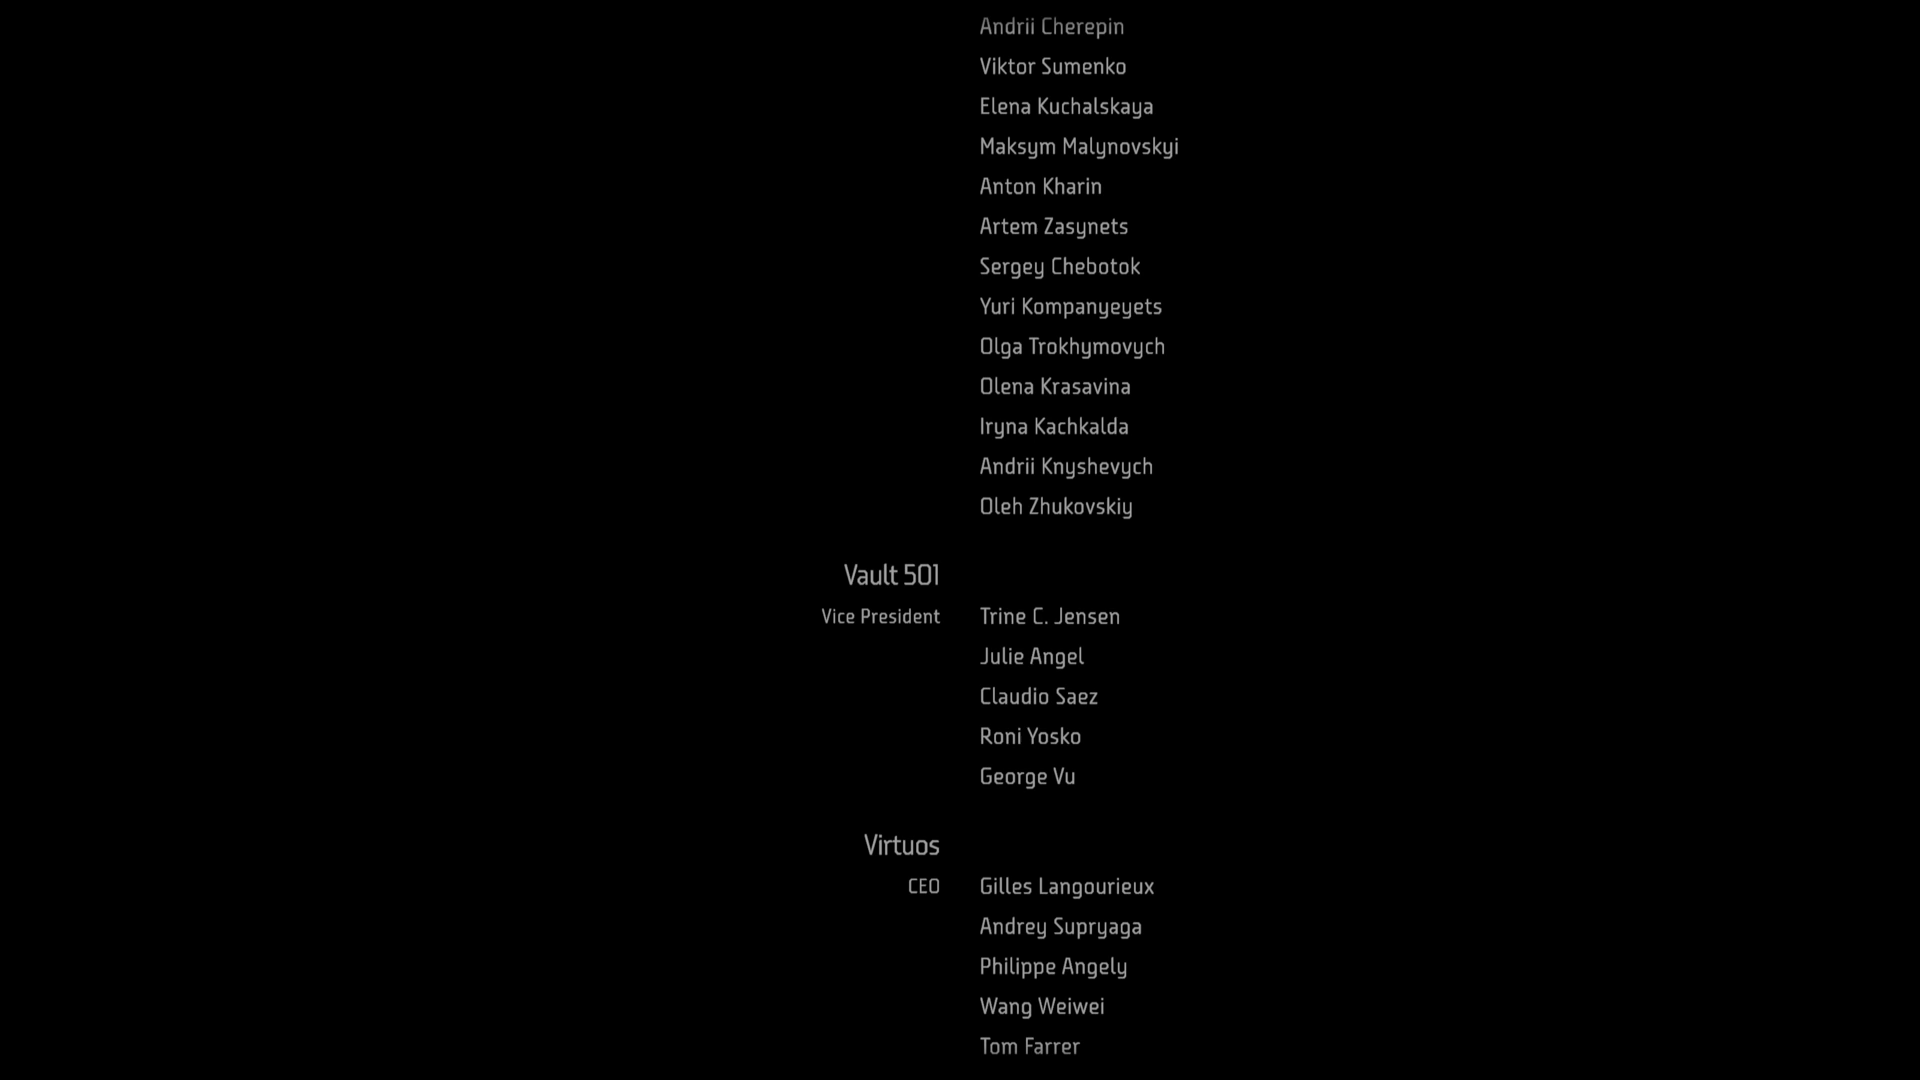 Andrii Cherepin
Viktor Sumenko
Elena Kuchalskaya
Maksym Malynovskyi
Anton Kharin
Artem Zasynets
Sergey Chebotok
Yuri Kompanyeyets
Olga Trokhymovych
Olena Krasavina
Iryna Kachkalda
Andrii Knyshevych
Oleh Zhukovskiy
Vault 501
Vice President Trine C. Jensen
Julie Angel
Claudio Saez
Roni Yosko
George Vu
Virtuos
CEO Gilles Langourieux
Andrey Supryaga
Philippe Angely
Wang Weiwei
Tom Farrer